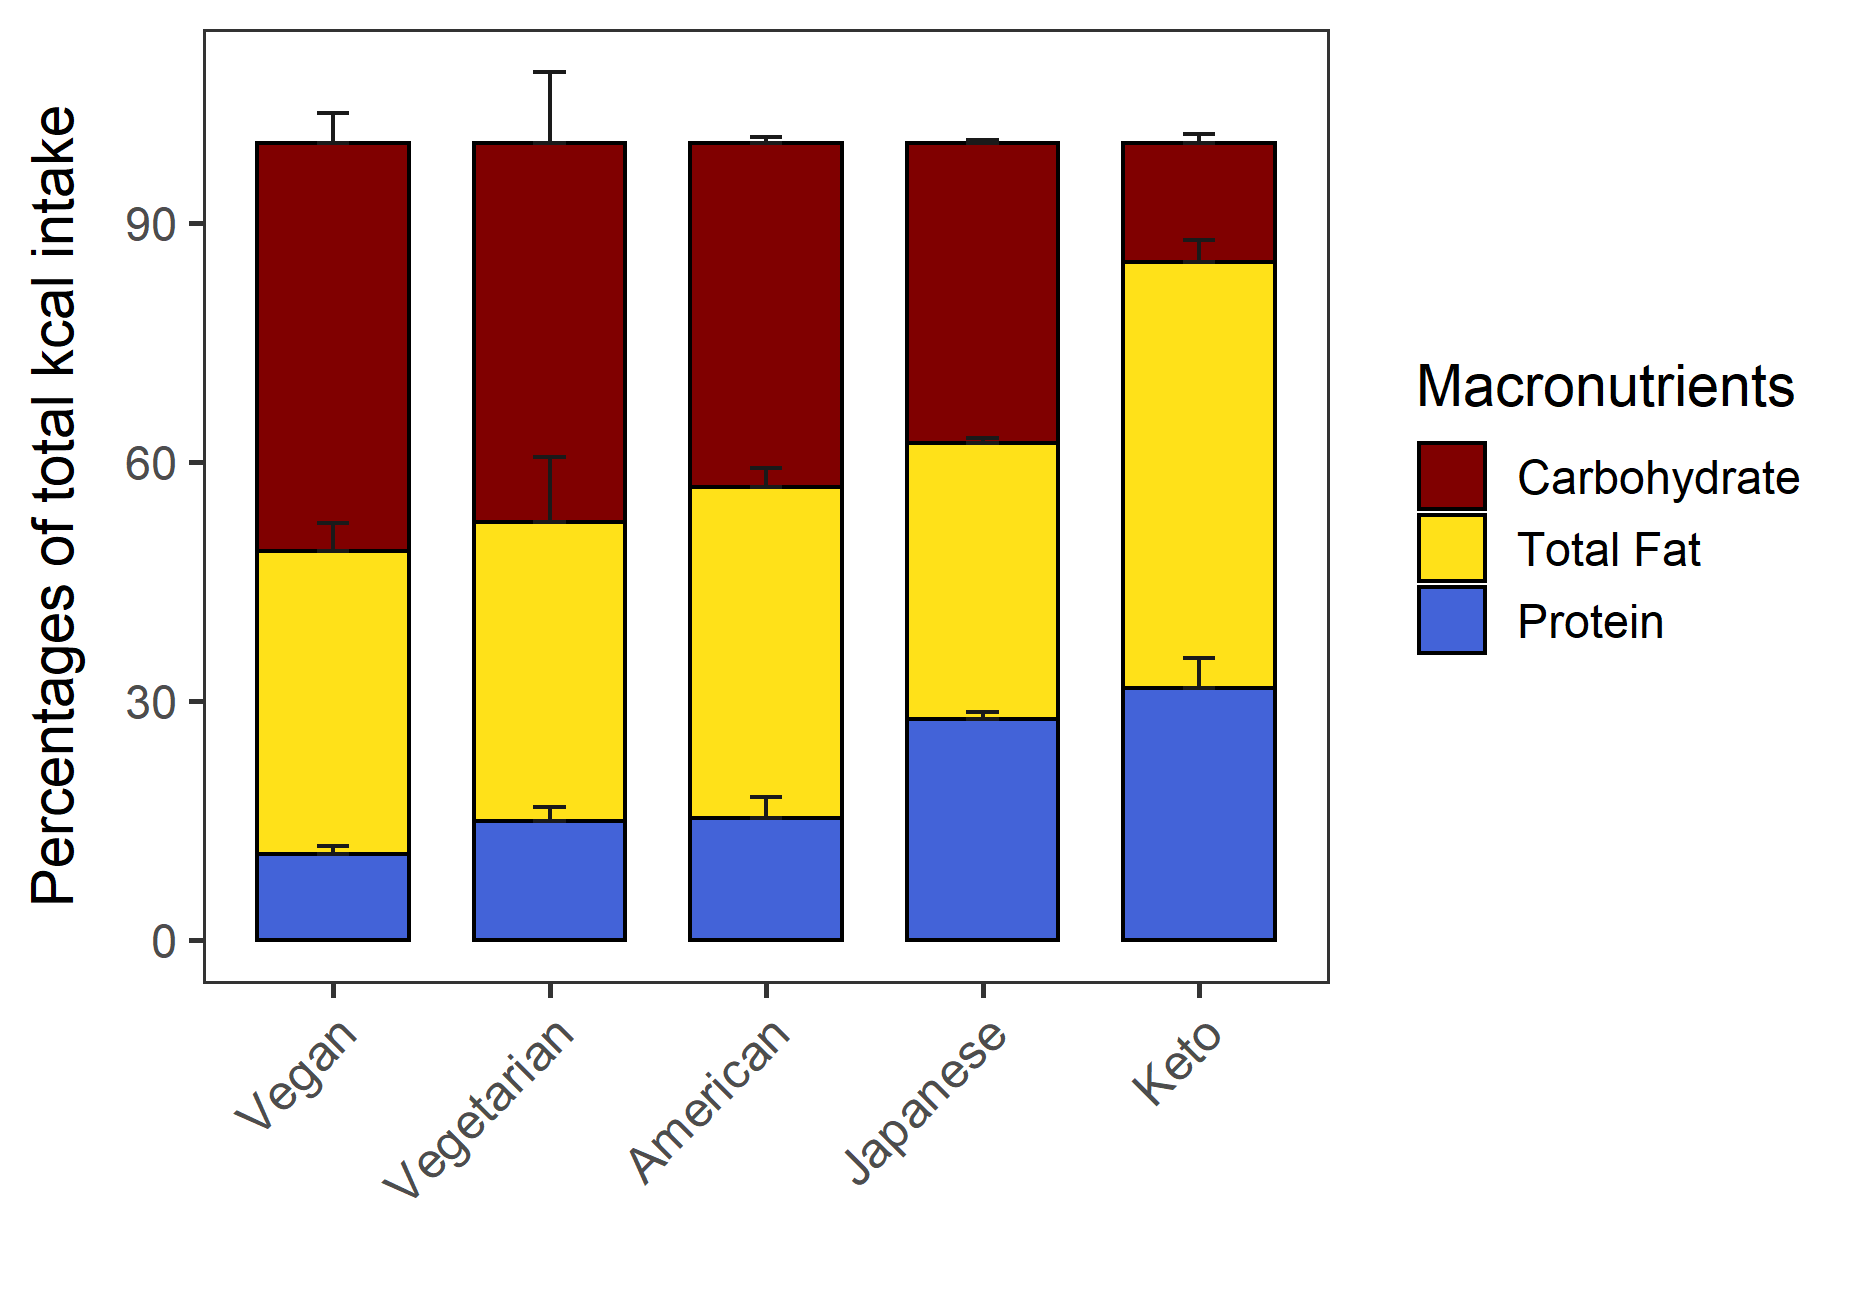 Percentages of total kcal intake
90
60
30
0
Vegan
Vegetarian
American
Japanese
Keto
Macronutrients
Carbohydrate
Total Fat
Protein